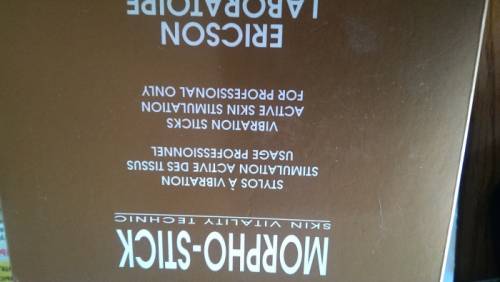 MORPHO-STICK
SKIN VITALITY TECHNIC
STYLOS À VIBRATION
STIMULATION ACTIVE DES TISSUS
USAGE PROFESSIONNEL
VIBRATION STICKS
ACTIVE SKIN STIMULATION
FOR PROFESSIONAL ONLY
ERICSON
LABORATOIRE